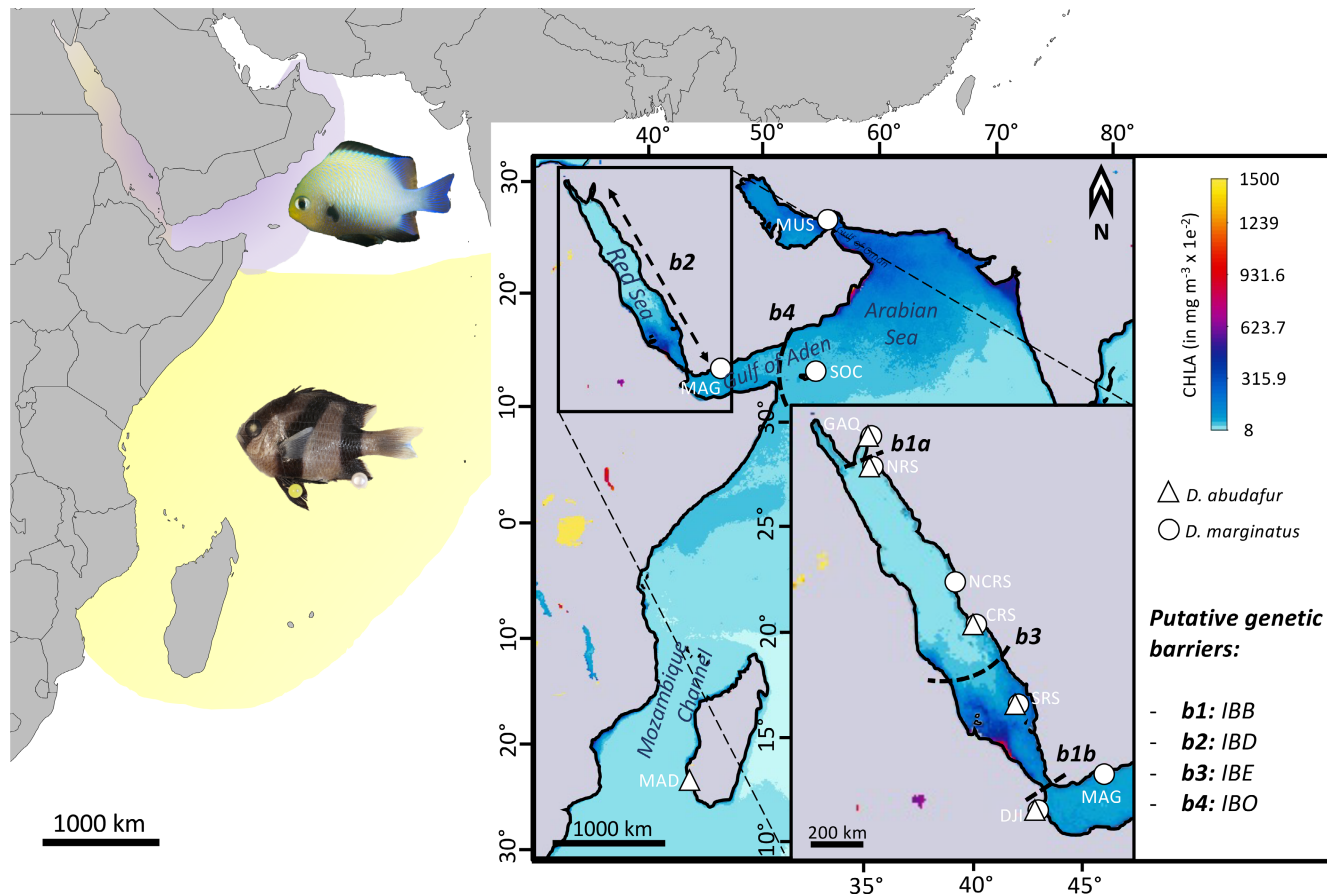 40° 50° 60° 70° 80°
30°
20°
10°
0°
10°
20°
30°
MUS
Red Sea
b2
b4
Arabian
Sea
Gulf of Aden
MAG
SOC
N
Mozambique
Channel
MAD
1000 km
1000 km
30°
25°
20°
15°
10°
GAQ
b1a
NRS
NCRS
CRS
b3
SRS
b1b
MAG
DJI
200 km
35° 40° 45°
CHLA (in mg m⁻³ x 1e⁻²)
1500
1239
931.6
623.7
315.9
8
D. abudafur
D. marginatus
Putative genetic
barriers:
- b1: IBB
- b2: IBD
- b3: IBE
- b4: IBO